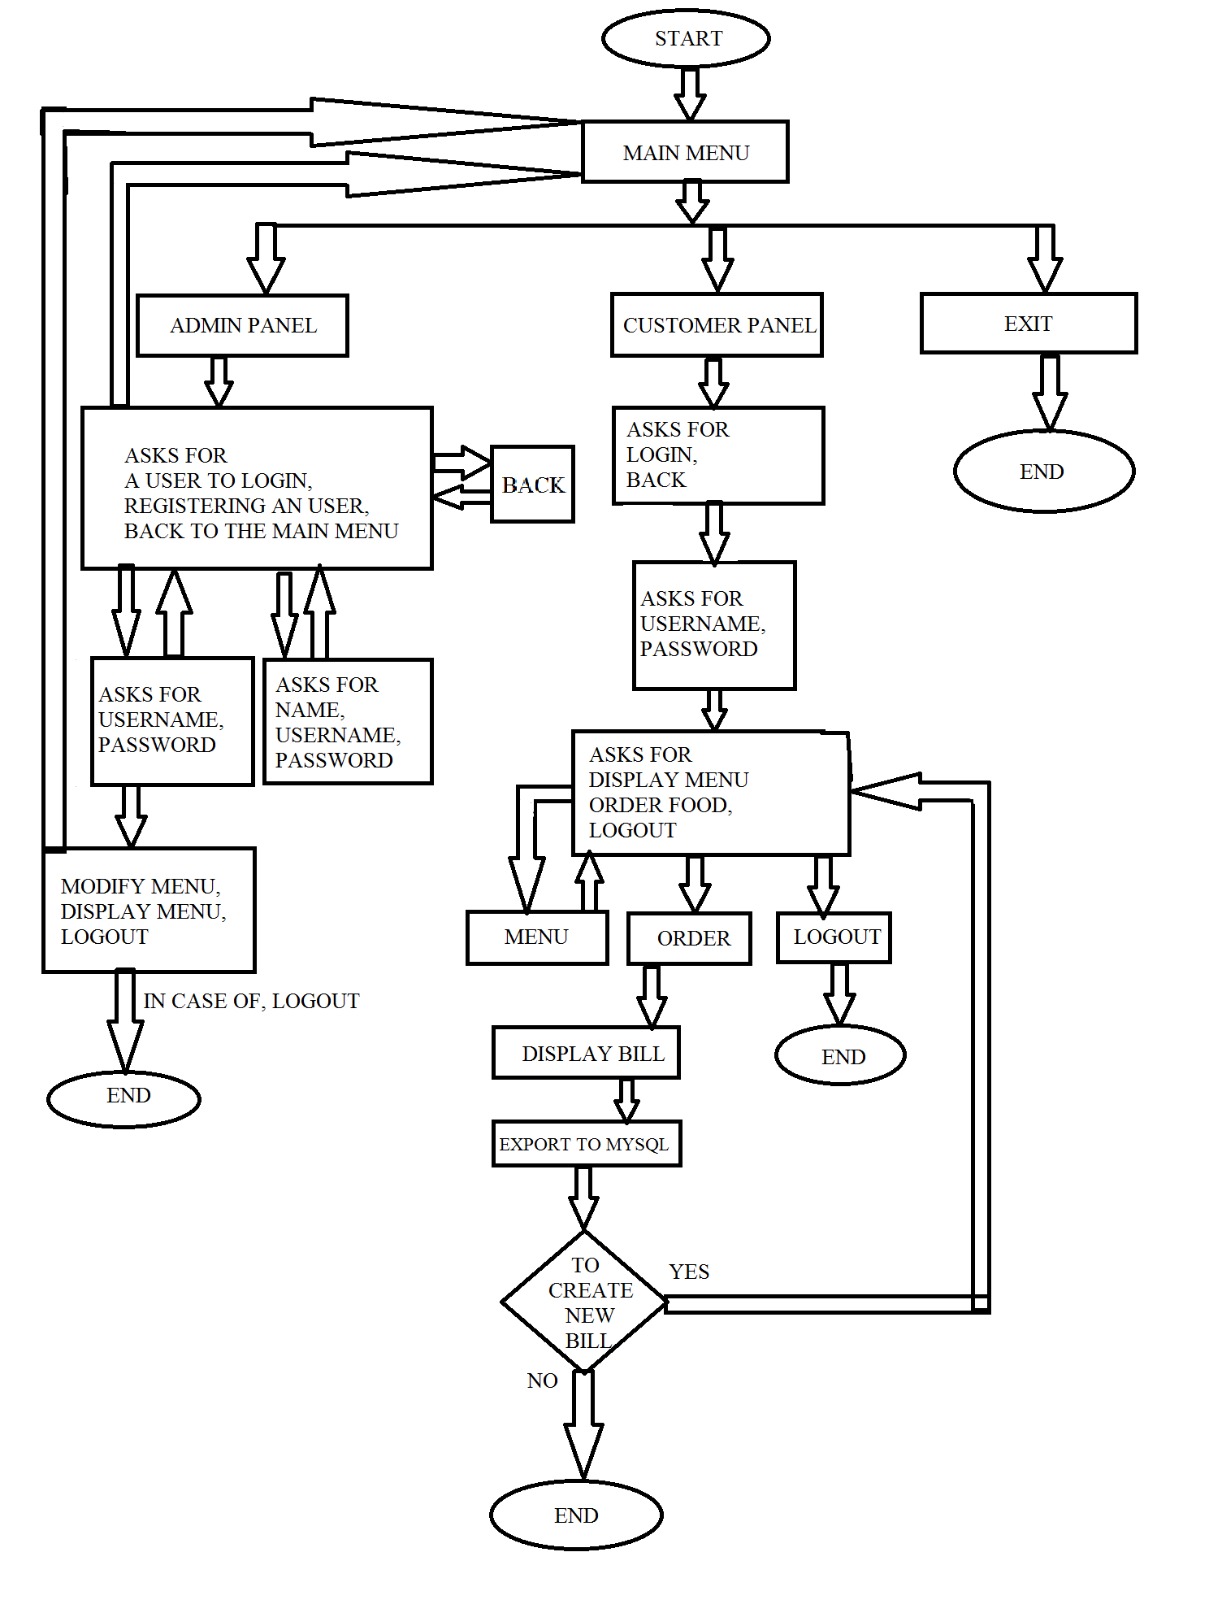 START
MAIN MENU
ADMIN PANEL
CUSTOMER PANEL
EXIT
ASKS FOR
A USER TO LOGIN,
REGISTERING AN USER,
BACK TO THE MAIN MENU
BACK
ASKS FOR
LOGIN,
BACK
END
ASKS FOR
USERNAME,
PASSWORD
ASKS FOR
NAME,
USERNAME,
PASSWORD
ASKS FOR
USERNAME,
PASSWORD
ASKS FOR
DISPLAY MENU
ORDER FOOD,
LOGOUT
MODIFY MENU,
DISPLAY MENU,
LOGOUT
MENU
ORDER
LOGOUT
IN CASE OF, LOGOUT
END
DISPLAY BILL
END
EXPORT TO MYSQL
TO
CREATE
NEW
BILL
YES
NO
END